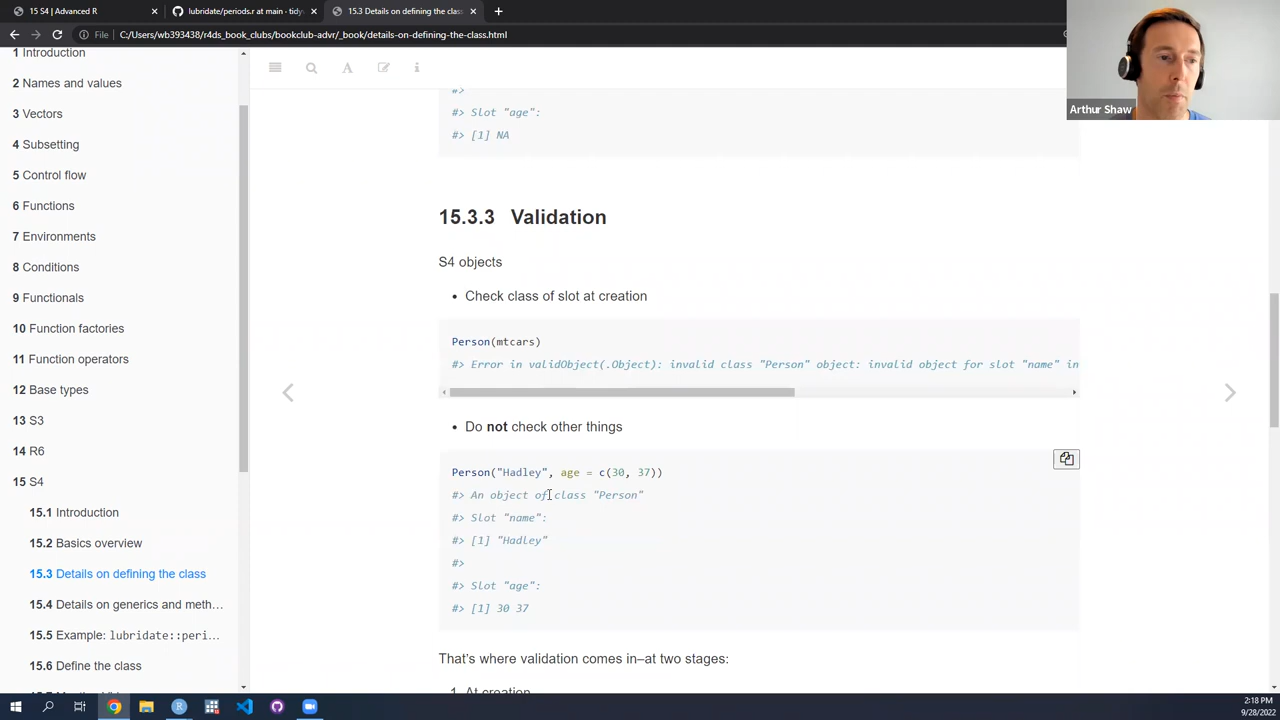 15 S4 | Advanced R
lubridate/periods.r at main · tidy
15.3 Details on defining the clas
File
C:/Users/wb393438/r4ds_book_clubs/bookclub-advr/_book/details-on-defining-the-class.html
Arthur Shaw
1 Introduction
2 Names and values
3 Vectors
4 Subsetting
5 Control flow
6 Functions
7 Environments
8 Conditions
9 Functionals
10 Function factories
11 Function operators
12 Base types
13 S3
14 R6
15 S4
15.1 Introduction
15.2 Basics overview
15.3 Details on defining the class
15.4 Details on generics and meth...
15.5 Example: lubridate::peri...
15.6 Define the class
#>
#> Slot "age":
#> [1] NA
15.3.3 Validation
S4 objects
• Check class of slot at creation
Person(mtcars)
#> Error in validObject(.Object): invalid class "Person" object: invalid object for slot "name" in
• Do not check other things
Person("Hadley", age = c(30, 37))
#> An object of class "Person"
#> Slot "name":
#> [1] "Hadley"
#>
#> Slot "age":
#> [1] 30 37
That's where validation comes in–at two stages:
1. At creation
2:18 PM
9/28/2022